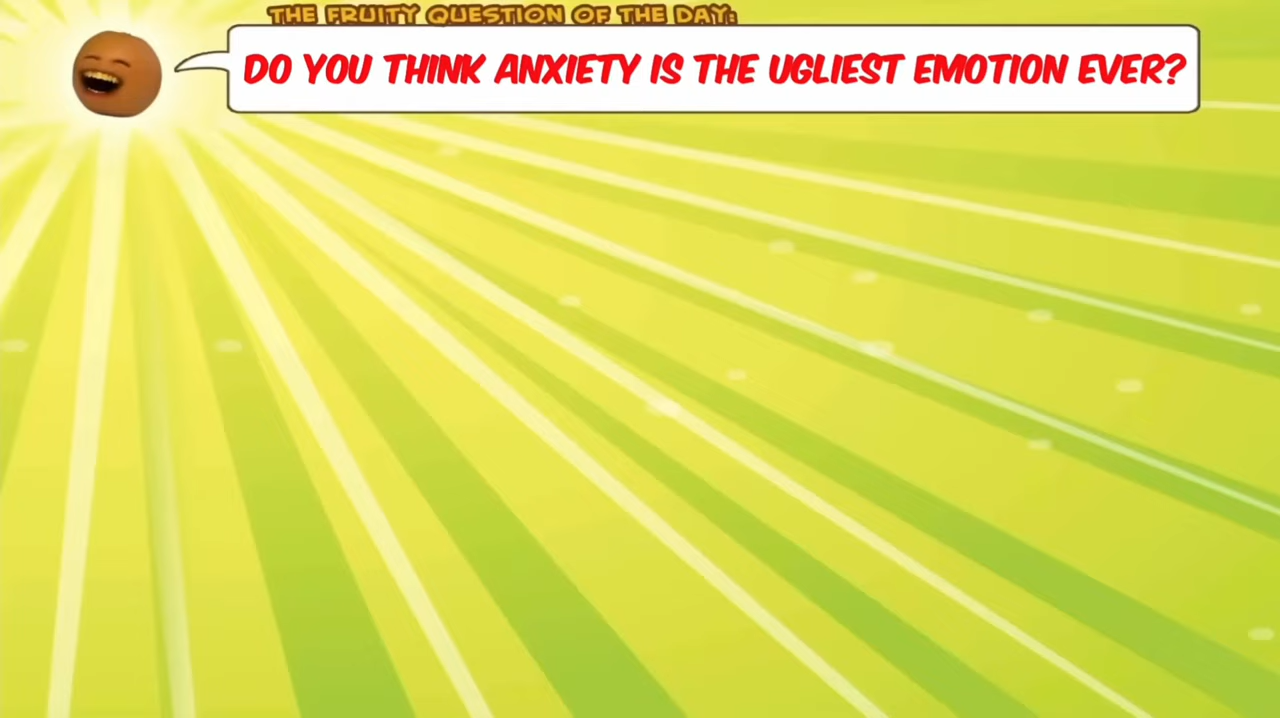 THE FRUITY QUESTION OF THE DAY:
DO YOU THINK ANXIETY IS THE UGLIEST EMOTION EVER?